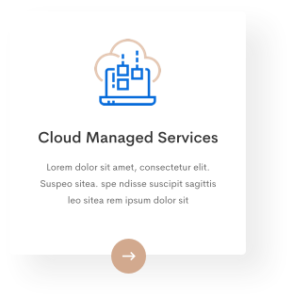 Cloud Managed Services
Lorem dolor sit amet, consectetur elit.
Suspeo sitea. spe ndisse suscipit sagittis
leo sitea rem ipsum dolor sit